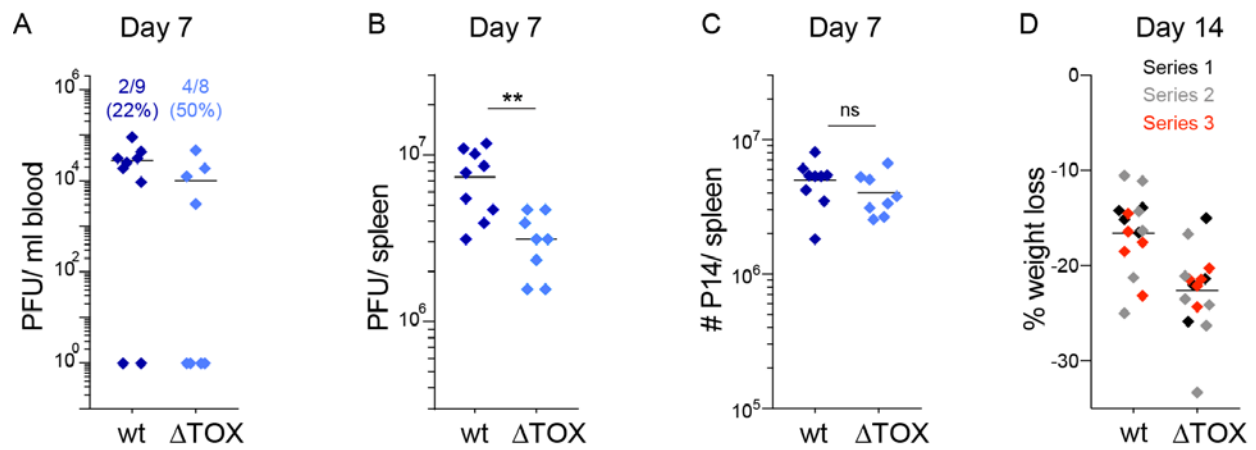 A
Day 7
PFU/ ml blood
10^6
10^4
10^2
10^0
2/9
(22%)
4/8
(50%)
wt
ΔTOX
B
Day 7
PFU/ spleen
10^7
10^6
**
wt
ΔTOX
C
Day 7
# P14/ spleen
10^7
10^6
10^5
ns
wt
ΔTOX
D
Day 14
% weight loss
0
-10
-20
-30
Series 1
Series 2
Series 3
wt
ΔTOX